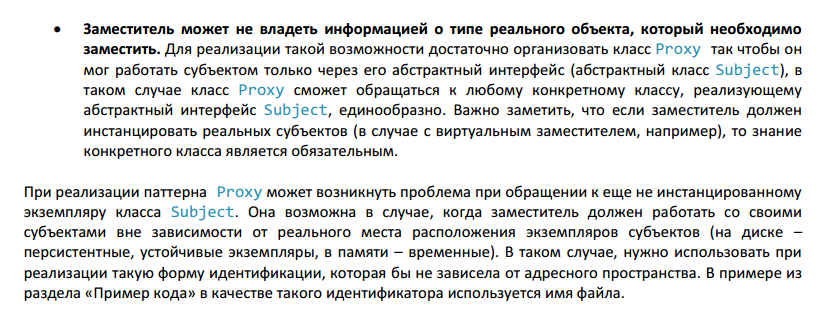 • Заместитель может не владеть информацией о типе реального объекта, который необходимо
заместить. Для реализации такой возможности достаточно организовать класс Proxy так чтобы он
мог работать субъектом только через его абстрактный интерфейс (абстрактный класс Subject), в
таком случае класс Proxy сможет обращаться к любому конкретному классу, реализующему
абстрактный интерфейс Subject, единообразно. Важно заметить, что если заместитель должен
инстанцировать реальных субъектов (в случае с виртуальным заместителем, например), то знание
конкретного класса является обязательным.
При реализации паттерна Proxy может возникнуть проблема при обращении к еще не инстанцированному
экземпляру класса Subject. Она возможна в случае, когда заместитель должен работать со своими
субъектами вне зависимости от реального места расположения экземпляров субъектов (на диске –
персистентные, устойчивые экземпляры, в памяти – временные). В таком случае, нужно использовать при
реализации такую форму идентификации, которая бы не зависела от адресного пространства. В примере из
раздела «Пример кода» в качестве такого идентификатора используется имя файла.